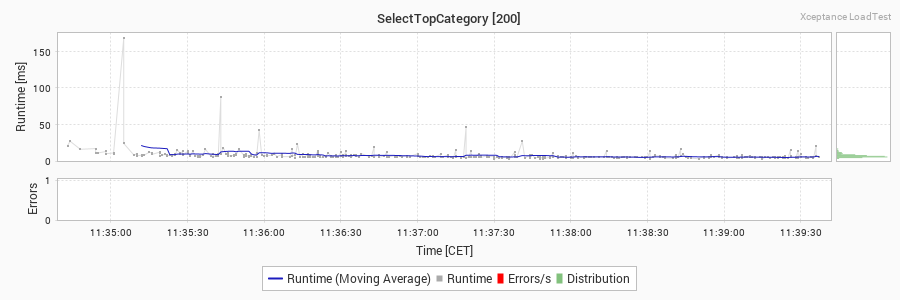 SelectTopCategory [200]
Xceptance LoadTest
Runtime [ms]
150
100
50
0
Errors
1
0
11:35:00 11:35:30 11:36:00 11:36:30 11:37:00 11:37:30 11:38:00 11:38:30 11:39:00 11:39:30
Time [CET]
Runtime (Moving Average) Runtime Errors/s Distribution